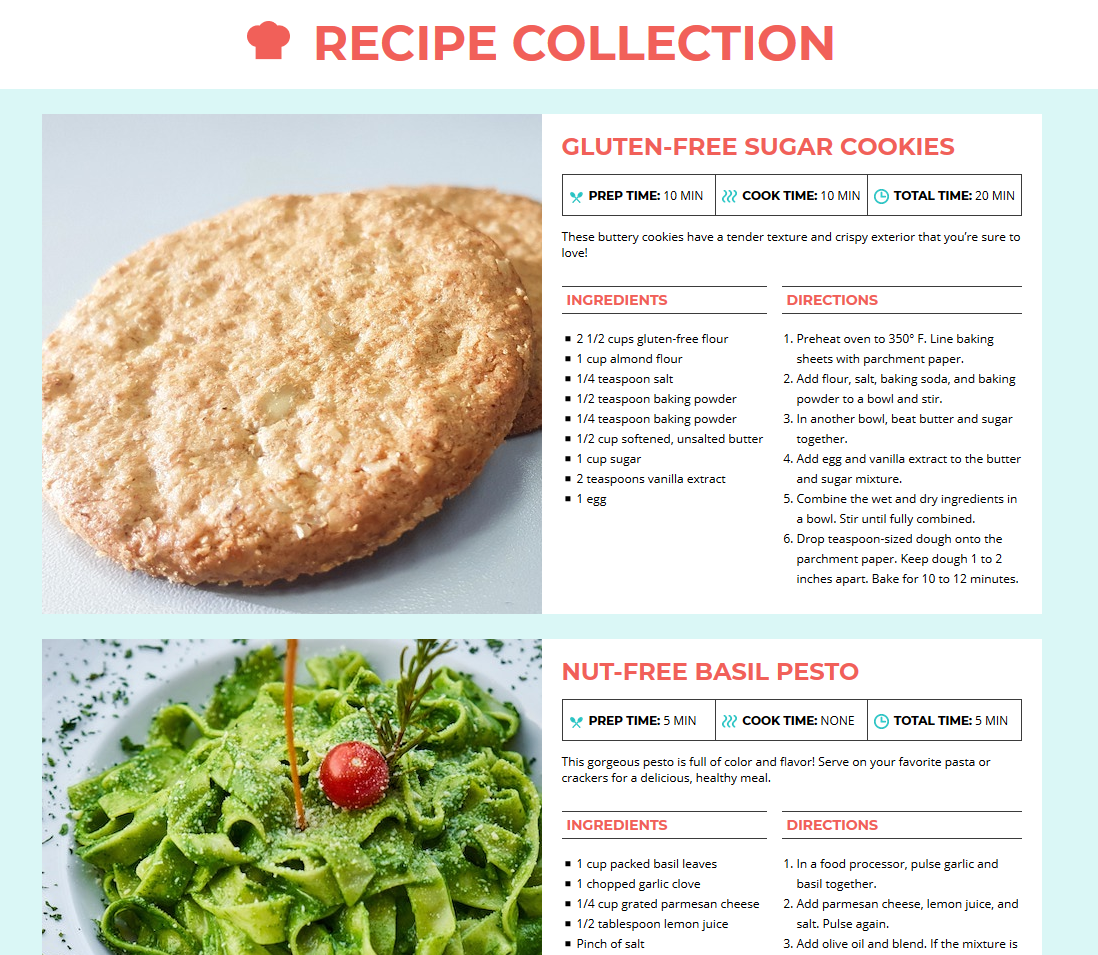 RECIPE COLLECTION
GLUTEN-FREE SUGAR COOKIES
PREP TIME: 10 MIN COOK TIME: 10 MIN TOTAL TIME: 20 MIN
These buttery cookies have a tender texture and crispy exterior that you’re sure to
love!
INGREDIENTS
2 1/2 cups gluten-free flour
1 cup almond flour
1/4 teaspoon salt
1/2 teaspoon baking powder
1/4 teaspoon baking powder
1/2 cup softened, unsalted butter
1 cup sugar
2 teaspoons vanilla extract
1 egg
DIRECTIONS
1. Preheat oven to 350° F. Line baking
sheets with parchment paper.
2. Add flour, salt, baking soda, and baking
powder to a bowl and stir.
3. In another bowl, beat butter and sugar
together.
4. Add egg and vanilla extract to the butter
and sugar mixture.
5. Combine the wet and dry ingredients in
a bowl. Stir until fully combined.
6. Drop teaspoon-sized dough onto the
parchment paper. Keep dough 1 to 2
inches apart. Bake for 10 to 12 minutes.
NUT-FREE BASIL PESTO
PREP TIME: 5 MIN COOK TIME: NONE TOTAL TIME: 5 MIN
This gorgeous pesto is full of color and flavor! Serve on your favorite pasta or
crackers for a delicious, healthy meal.
INGREDIENTS
1 cup packed basil leaves
1 chopped garlic clove
1/4 cup grated parmesan cheese
1/2 tablespoon lemon juice
Pinch of salt
DIRECTIONS
1. In a food processor, pulse garlic and
basil together.
2. Add parmesan cheese, lemon juice, and
salt. Pulse again.
3. Add olive oil and blend. If the mixture is